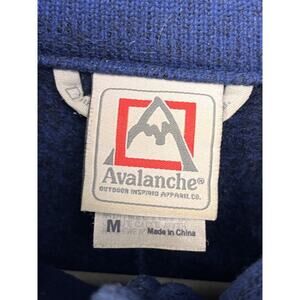 Avalanche®
OUTDOOR INSPIRED APPAREL CO.
M
Made in China